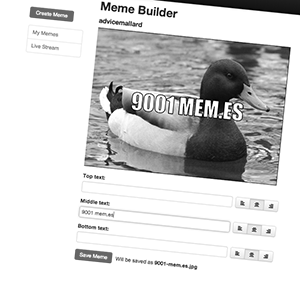 Create Meme
My Memes
Live Stream
Meme Builder
advicemallard
9001 MEM.ES
Top text:
Middle text:
9001.mem.es
Bottom text:
Save Meme
Will be saved as 9001-mem.es.jpg